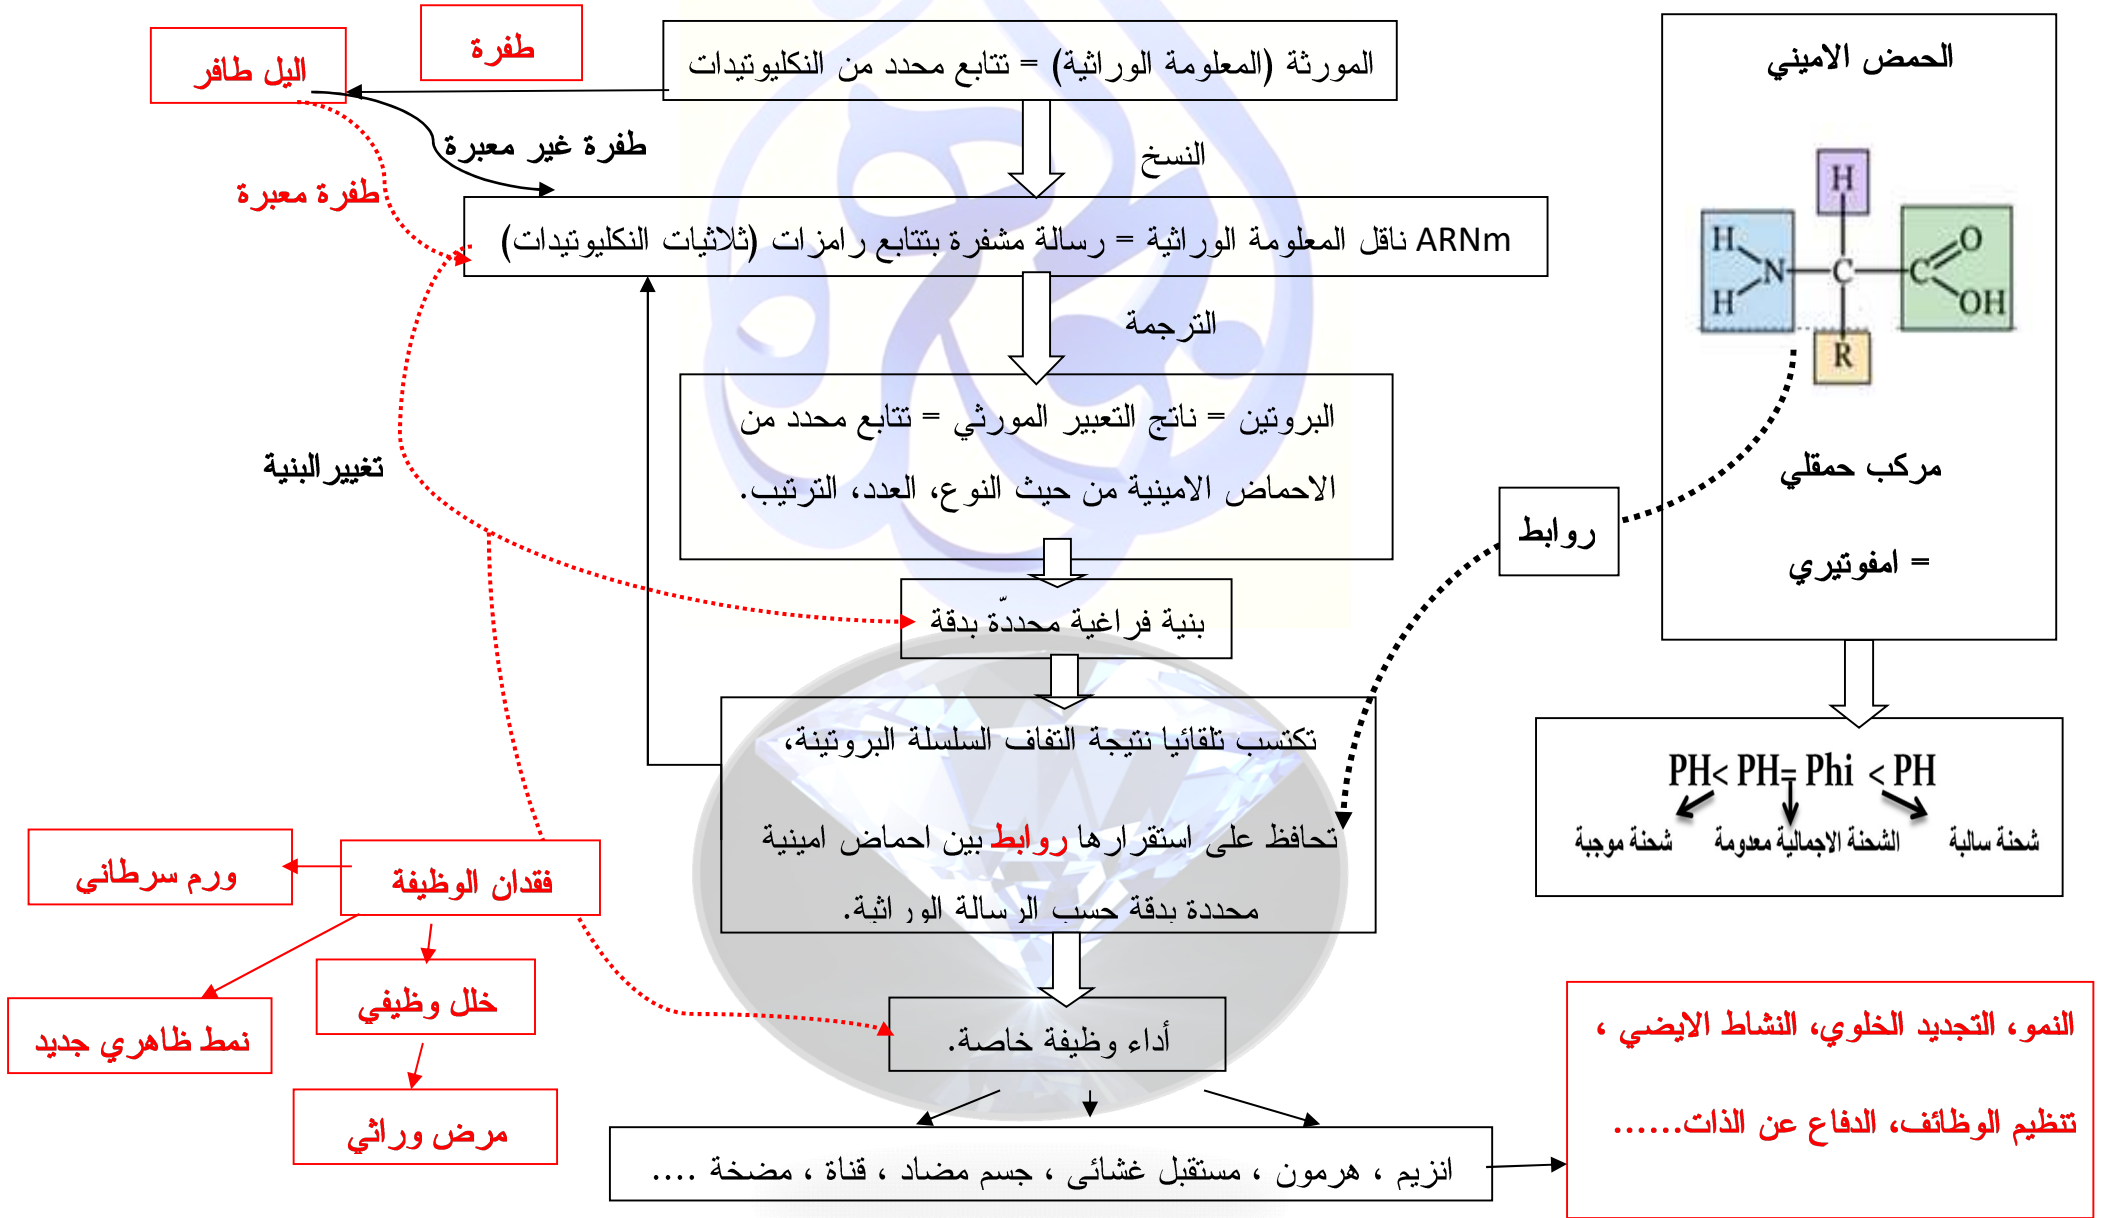 طفرة
اليل طافر
المورثة (المعلومة الوراثية) = تتابع محدد من النكليوتيدات
طفرة غير معبرة
طفرة معبرة
النسخ
ARNm ناقل المعلومة الوراثية = رسالة مشفرة بتتابع رامزات (ثلاثيات النكليوتيدات)
الترجمة
البروتين = ناتج التعبير المورثي = تتابع محدد من
الاحماض الامينية من حيث النوع، العدد، الترتيب.
تغييرالبنية
بنية فراغية محددّة بدقة
تكتسب تلقائيا نتيجة التفاف السلسلة البروتينة،
تحافظ على استقرارها روابط بين احماض امينية
محددة بدقة حسب الرسالة الوراثية.
أداء وظيفة خاصة.
انزيم ، هرمون ، مستقبل غشائي ، جسم مضاد ، قناة ، مضخة ....
النمو، التجديد الخلوي، النشاط الايضي ،
تنظيم الوظائف، الدفاع عن الذات......
فقدان الوظيفة
ورم سرطاني
خلل وظيفي
نمط ظاهري جديد
مرض وراثي
روابط
الحمض الاميني
H
H
N
H
C
C
O
OH
R
مركب حمقلي
= امفوتيري
PH< PH= Phi < PH
شحنة سالبة
الشحنة الاجمالية معدومة
شحنة موجبة